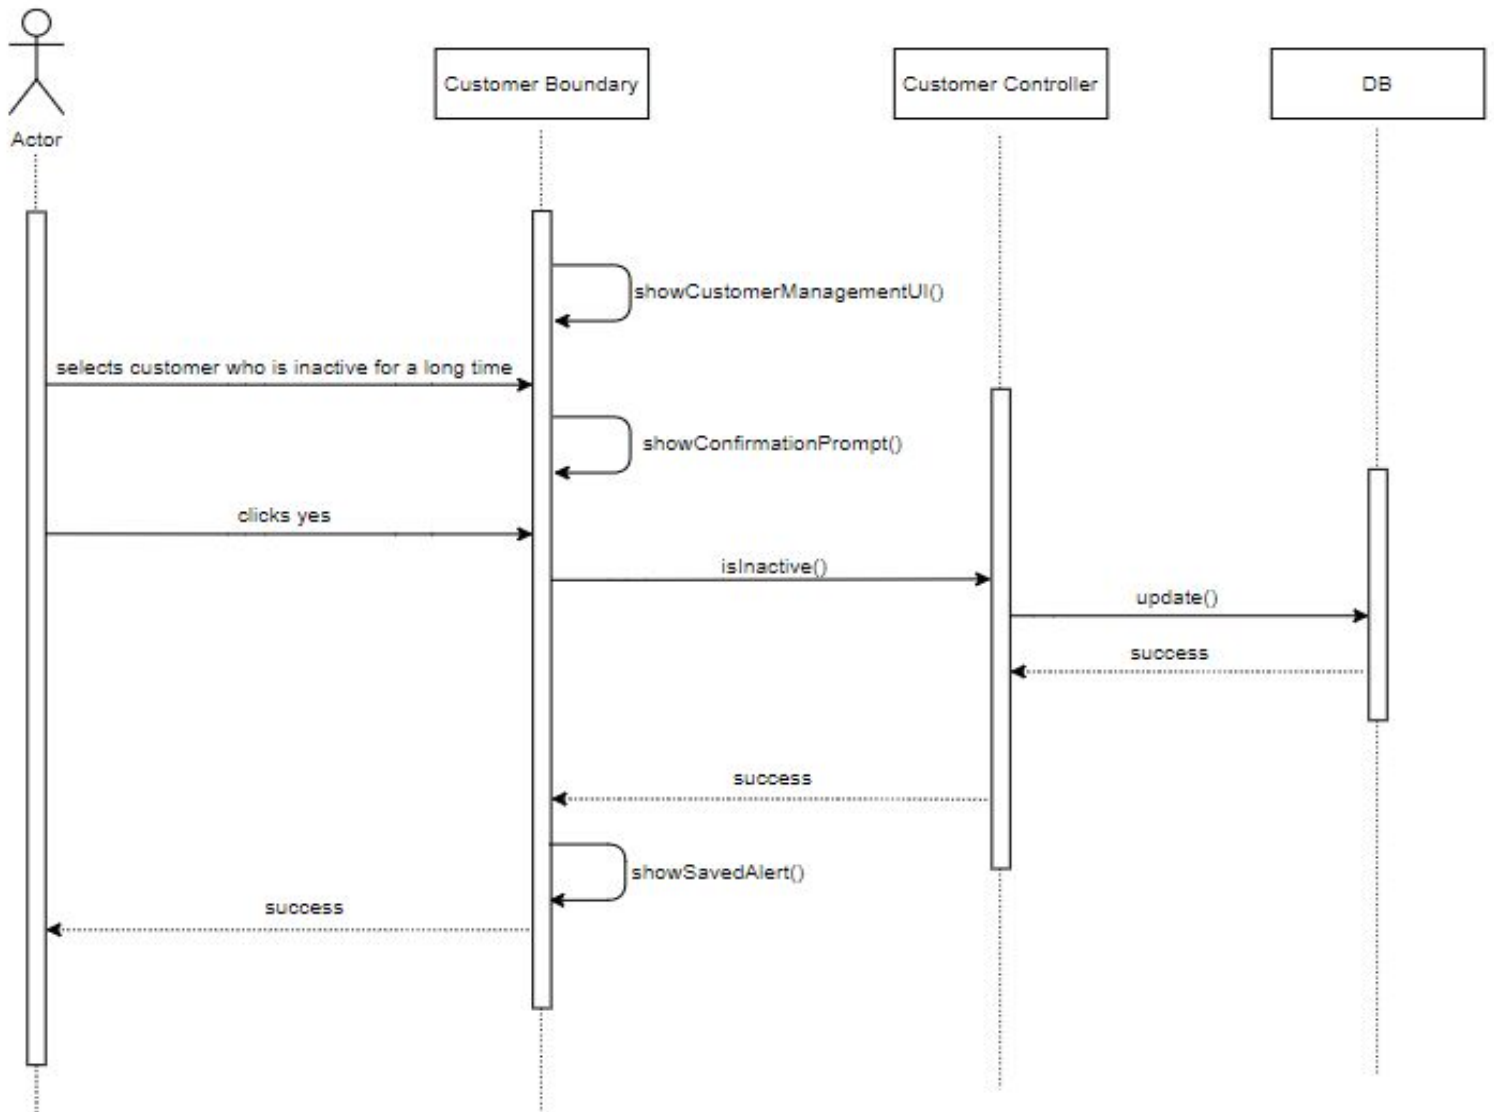 Actor
Customer Boundary
Customer Controller
DB
showCustomerManagementUI()
selects customer who is inactive for a long time
showConfirmationPrompt()
clicks yes
isInactive()
update()
success
success
showSavedAlert()
success